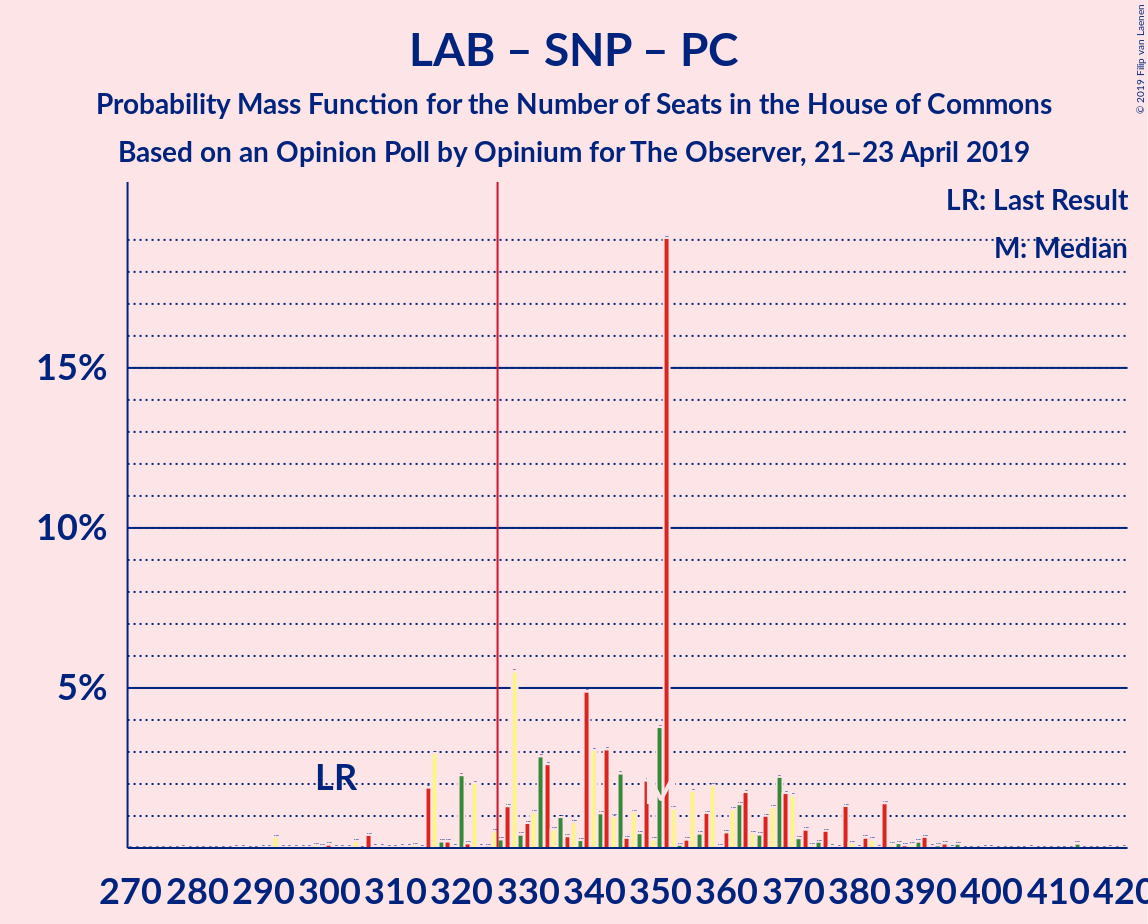 LAB – SNP – PC
Probability Mass Function for the Number of Seats in the House of Commons
Based on an Opinion Poll by Opinium for The Observer, 21–23 April 2019
© 2019 Filip van Laenen
LR: Last Result
M: Median
15%
10%
5%
LR
M
270 280 290 300 310 320 330 340 350 360 370 380 390 400 410 420